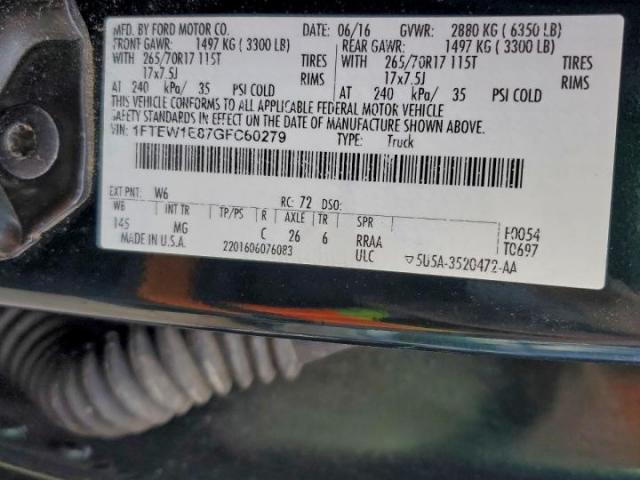 MFD. BY FORD MOTOR CO. DATE: 06/16 GVWR: 2880 KG ( 6350 LB)
FRONT GAWR: 1497 KG ( 3300 LB) REAR GAWR: 1497 KG ( 3300 LB)
WITH 265/70R17 115T TIRES WITH 265/70R17 115T TIRES
17x7.5J RIMS 17x7.5J RIMS
AT 240 kPa/ 35 PSI COLD AT 240 kPa/ 35 PSI COLD
THIS VEHICLE CONFORMS TO ALL APPLICABLE FEDERAL MOTOR VEHICLE
SAFETY STANDARDS IN EFFECT ON THE DATE OF MANUFACTURE SHOWN ABOVE.
VIN: 1FTEW1E87GFC60279 TYPE: Truck
EXT PNT: W6 RC: 72 DSO:
W6 INT TR TP/PS R AXLE TR SPR F0054
145 MG C 26 6 RRAA T0697
MADE IN U.S.A. 2201606076083 ULC 5U5A-3520472-AA